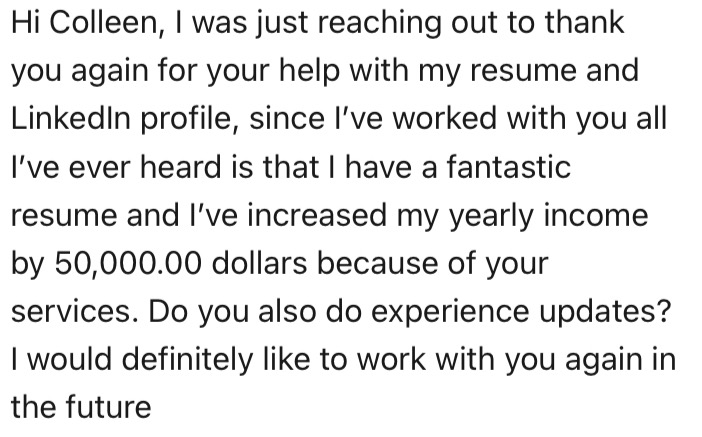 Hi Colleen, I was just reaching out to thank
you again for your help with my resume and
LinkedIn profile, since I’ve worked with you all
I’ve ever heard is that I have a fantastic
resume and I’ve increased my yearly income
by 50,000.00 dollars because of your
services. Do you also do experience updates?
I would definitely like to work with you again in
the future